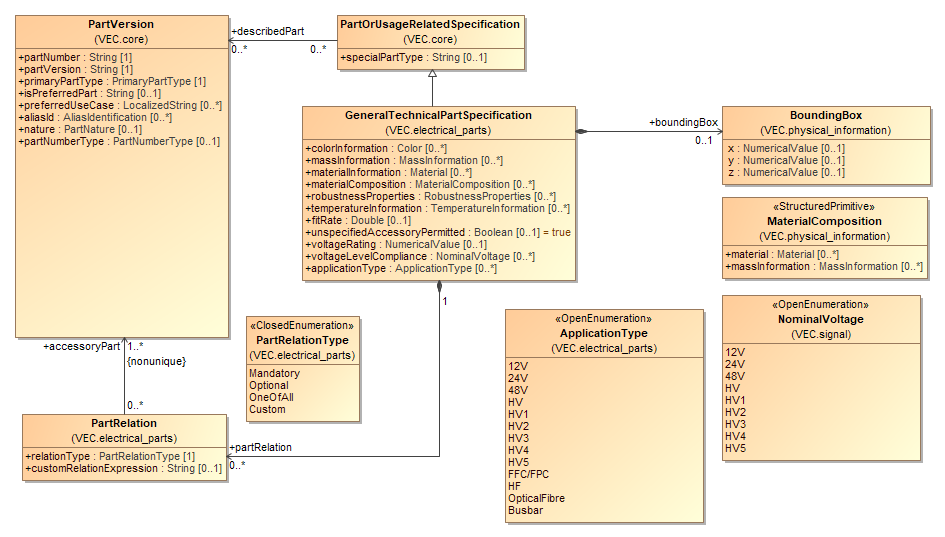 PartVersion
(VEC.core)
+partNumber : String [1]
+partVersion : String [1]
+primaryPartType : PrimaryPartType [1]
+isPreferredPart : String [0..1]
+preferredUseCase : LocalizedString [0..*]
+aliasId : AliasIdentification [0..*]
+nature : PartNature [0..1]
+partNumberType : PartNumberType [0..1]
+describedPart
0..*
0..*
PartOrUsageRelatedSpecification
(VEC.core)
+specialPartType : String [0..1]
GeneralTechnicalPartSpecification
(VEC.electrical_parts)
+colorInformation : Color [0..*]
+massInformation : MassInformation [0..*]
+materialInformation : Material [0..*]
+materialComposition : MaterialComposition [0..*]
+robustnessProperties : RobustnessProperties [0..*]
+temperatureInformation : TemperatureInformation [0..*]
+fitRate : Double [0..1]
+unspecifiedAccessoryPermitted : Boolean [0..1] = true
+voltageRating : NumericalValue [0..1]
+voltageLevelCompliance : NominalVoltage [0..*]
+applicationType : ApplicationType [0..*]
+boundingBox
0..1
BoundingBox
(VEC.physical_information)
x : NumericalValue [0..1]
y : NumericalValue [0..1]
z : NumericalValue [0..1]
«StructuredPrimitive»
MaterialComposition
(VEC.physical_information)
+material : Material [0..*]
+massInformation : MassInformation [0..*]
1
+accessoryPart
1..*
{nonunique}
0..*
«ClosedEnumeration»
PartRelationType
(VEC.electrical_parts)
Mandatory
Optional
OneOfAll
Custom
«OpenEnumeration»
ApplicationType
(VEC.electrical_parts)
12V
24V
48V
HV
HV1
HV2
HV3
HV4
HV5
FFC/FPC
HF
OpticalFibre
Busbar
«OpenEnumeration»
NominalVoltage
(VEC.signal)
12V
24V
48V
HV
HV1
HV2
HV3
HV4
HV5
PartRelation
(VEC.electrical_parts)
+relationType : PartRelationType [1]
+customRelationExpression : String [0..1]
+partRelation
0..*